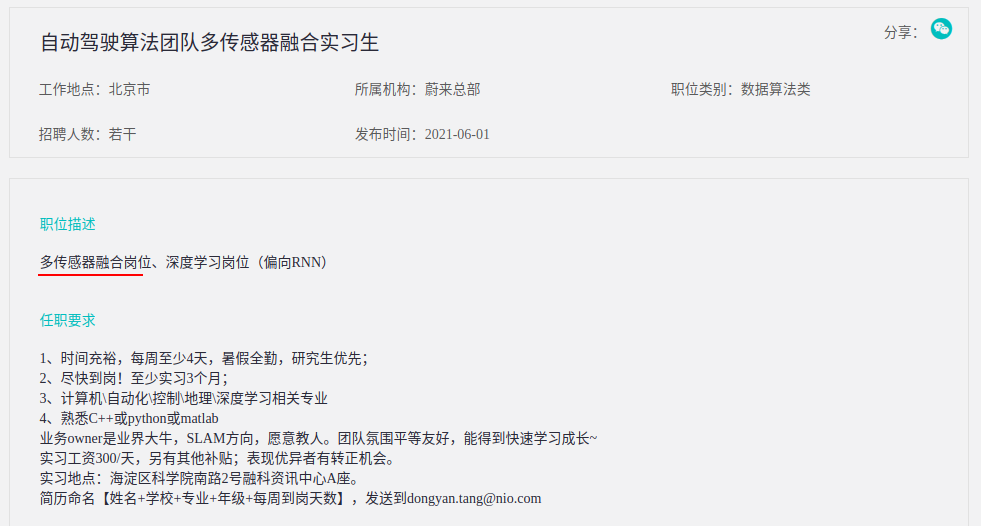 自动驾驶算法团队多传感器融合实习生
分享：
工作地点：北京市 所属机构：蔚来总部 职位类别：数据算法类
招聘人数：若干 发布时间：2021-06-01
职位描述
多传感器融合岗位、深度学习岗位（偏向RNN）
任职要求
1、时间充裕，每周至少4天，暑假全勤，研究生优先；
2、尽快到岗！至少实习3个月；
3、计算机\自动化\控制\地理\深度学习相关专业
4、熟悉C++或python或matlab
业务owner是业界大牛，SLAM方向，愿意教人。团队氛围平等友好，能得到快速学习成长~
实习工资300/天，另有其他补贴；表现优异者有转正机会。
实习地点：海淀区科学院南路2号融科资讯中心A座。
简历命名【姓名+学校+专业+年级+每周到岗天数】，发送到dongyan.tang@nio.com